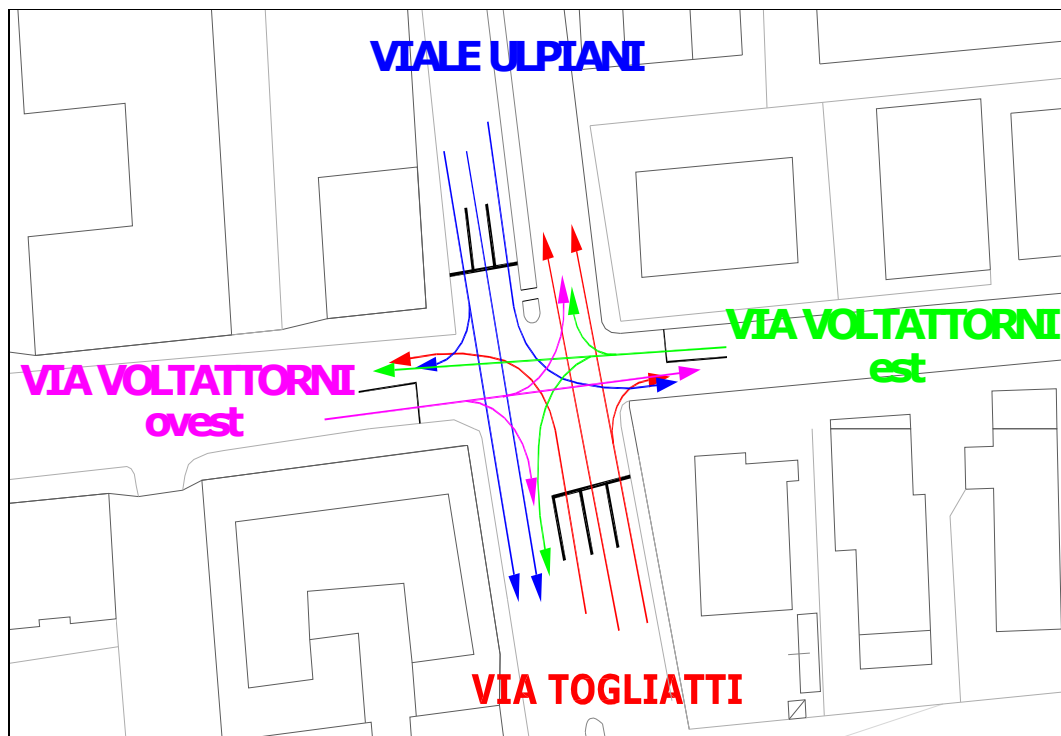 VIALE ULPIANI
VIA VOLTATTORNI
est
VIA VOLTATTORNI
ovest
VIA TOGLIATTI